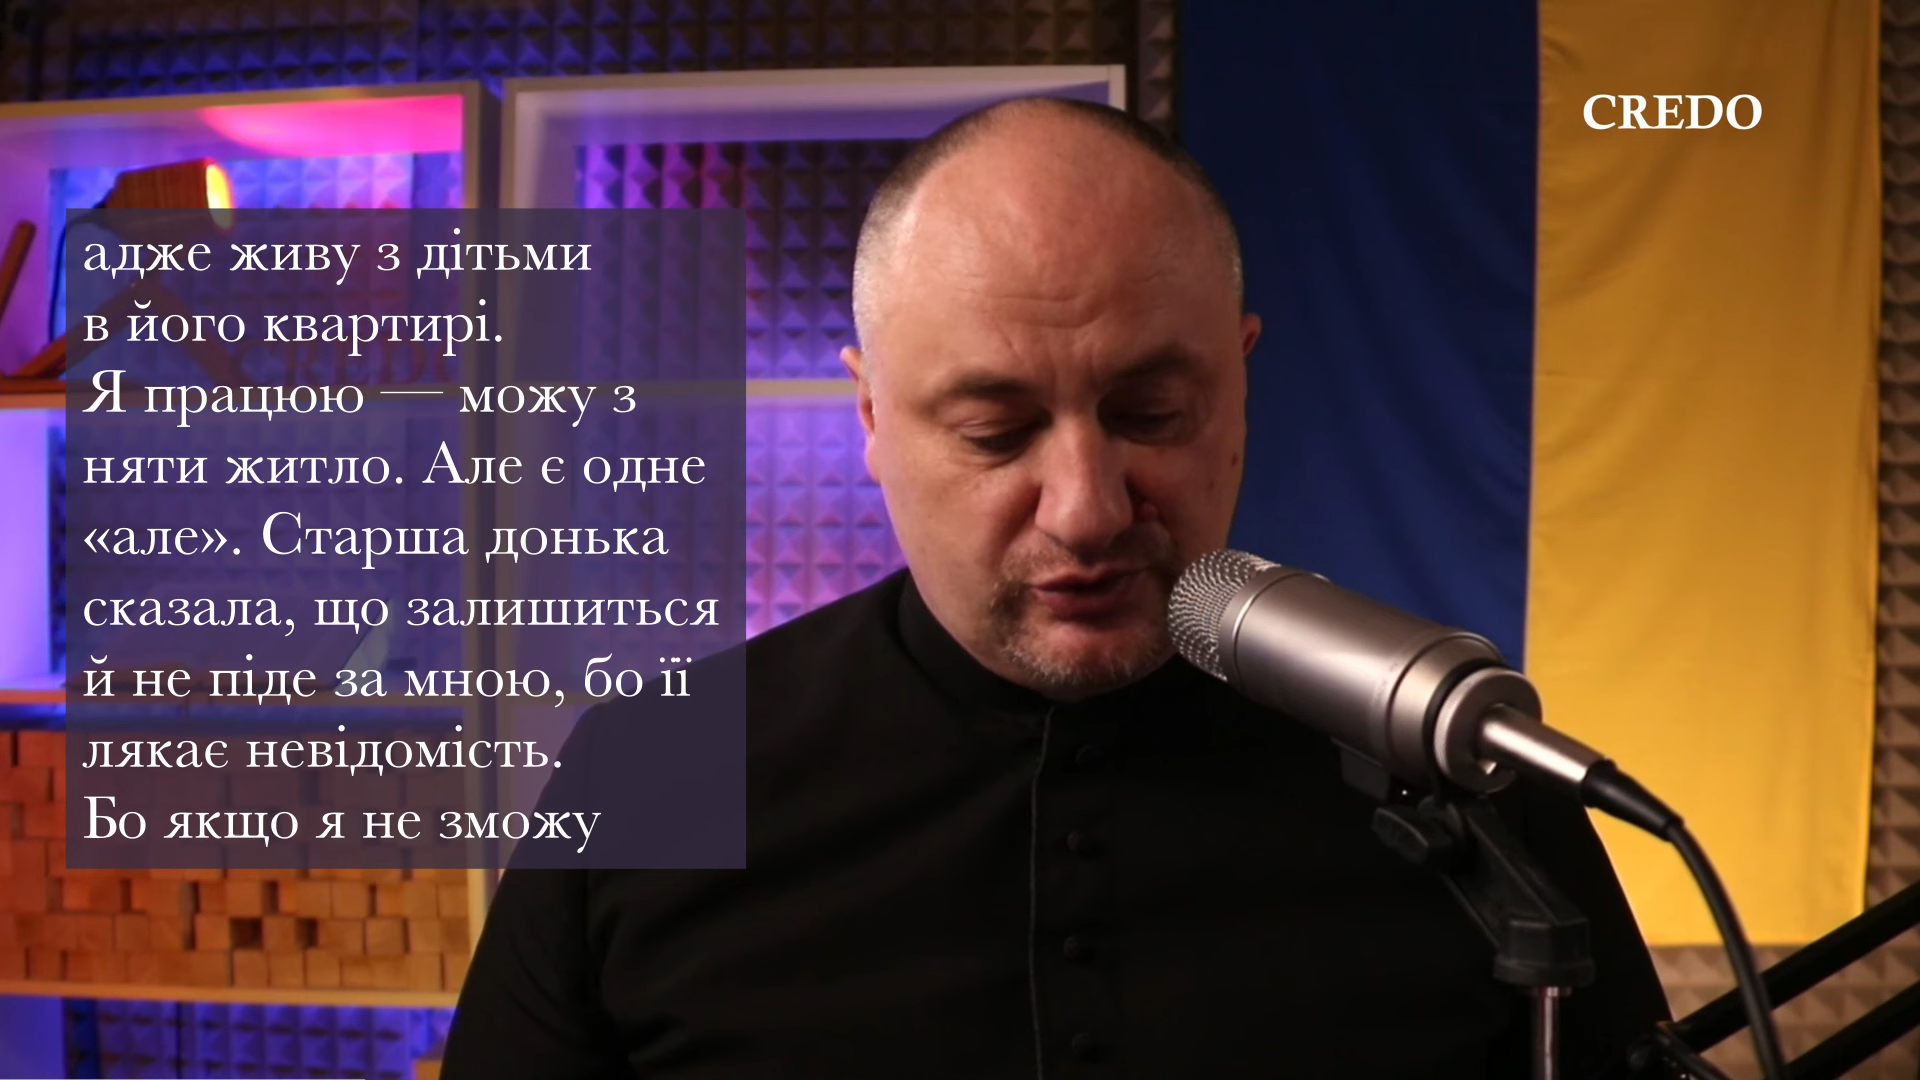 CREDO
адже живу з дітьми
в його квартирі.
Я працюю — можу з
няти житло. Але є одне
«але». Старша донька
сказала, що залишиться
й не піде за мною, бо її
лякає невідомість.
Бо якщо я не зможу